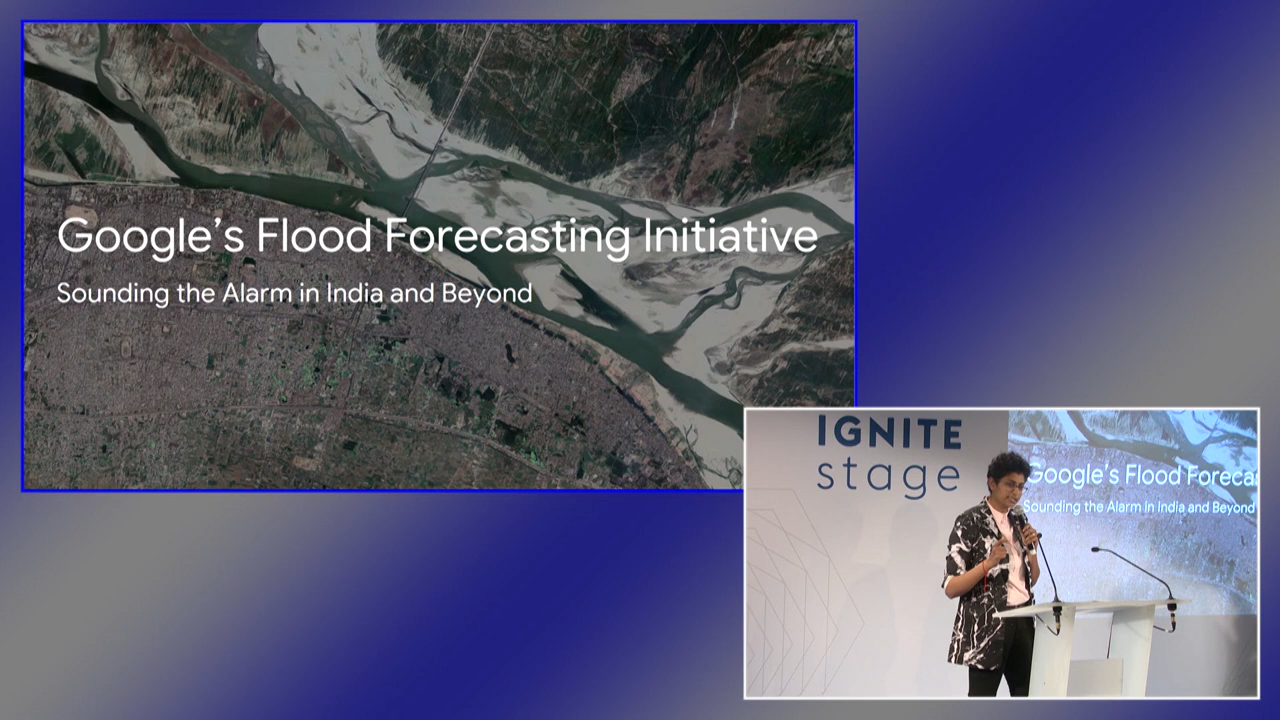 Google's Flood Forecasting Initiative
Sounding the Alarm in India and Beyond
IGNITE
stage
Google's Flood Foreca
Sounding the Alarm in India and Beyond